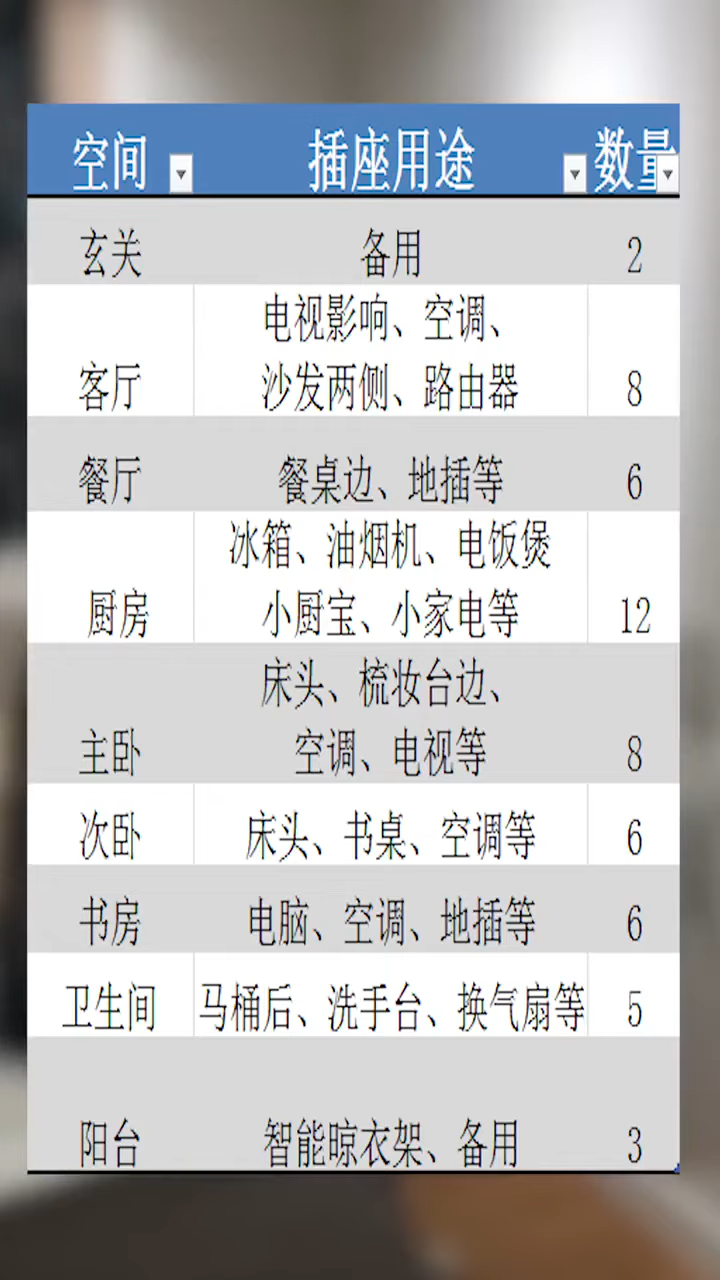 空间 插座用途 数量
玄关 备用 2
电视影响、空调、
客厅 沙发两侧、路由器 8
餐厅 餐桌边、地插等 6
冰箱、油烟机、电饭煲
厨房 小厨宝、小家电等 12
床头、梳妆台边、
主卧 空调、电视等 8
次卧 床头、书桌、空调等 6
书房 电脑、空调、地插等 6
卫生间 马桶后、洗手台、换气扇等 5
阳台 智能晾衣架、备用 3